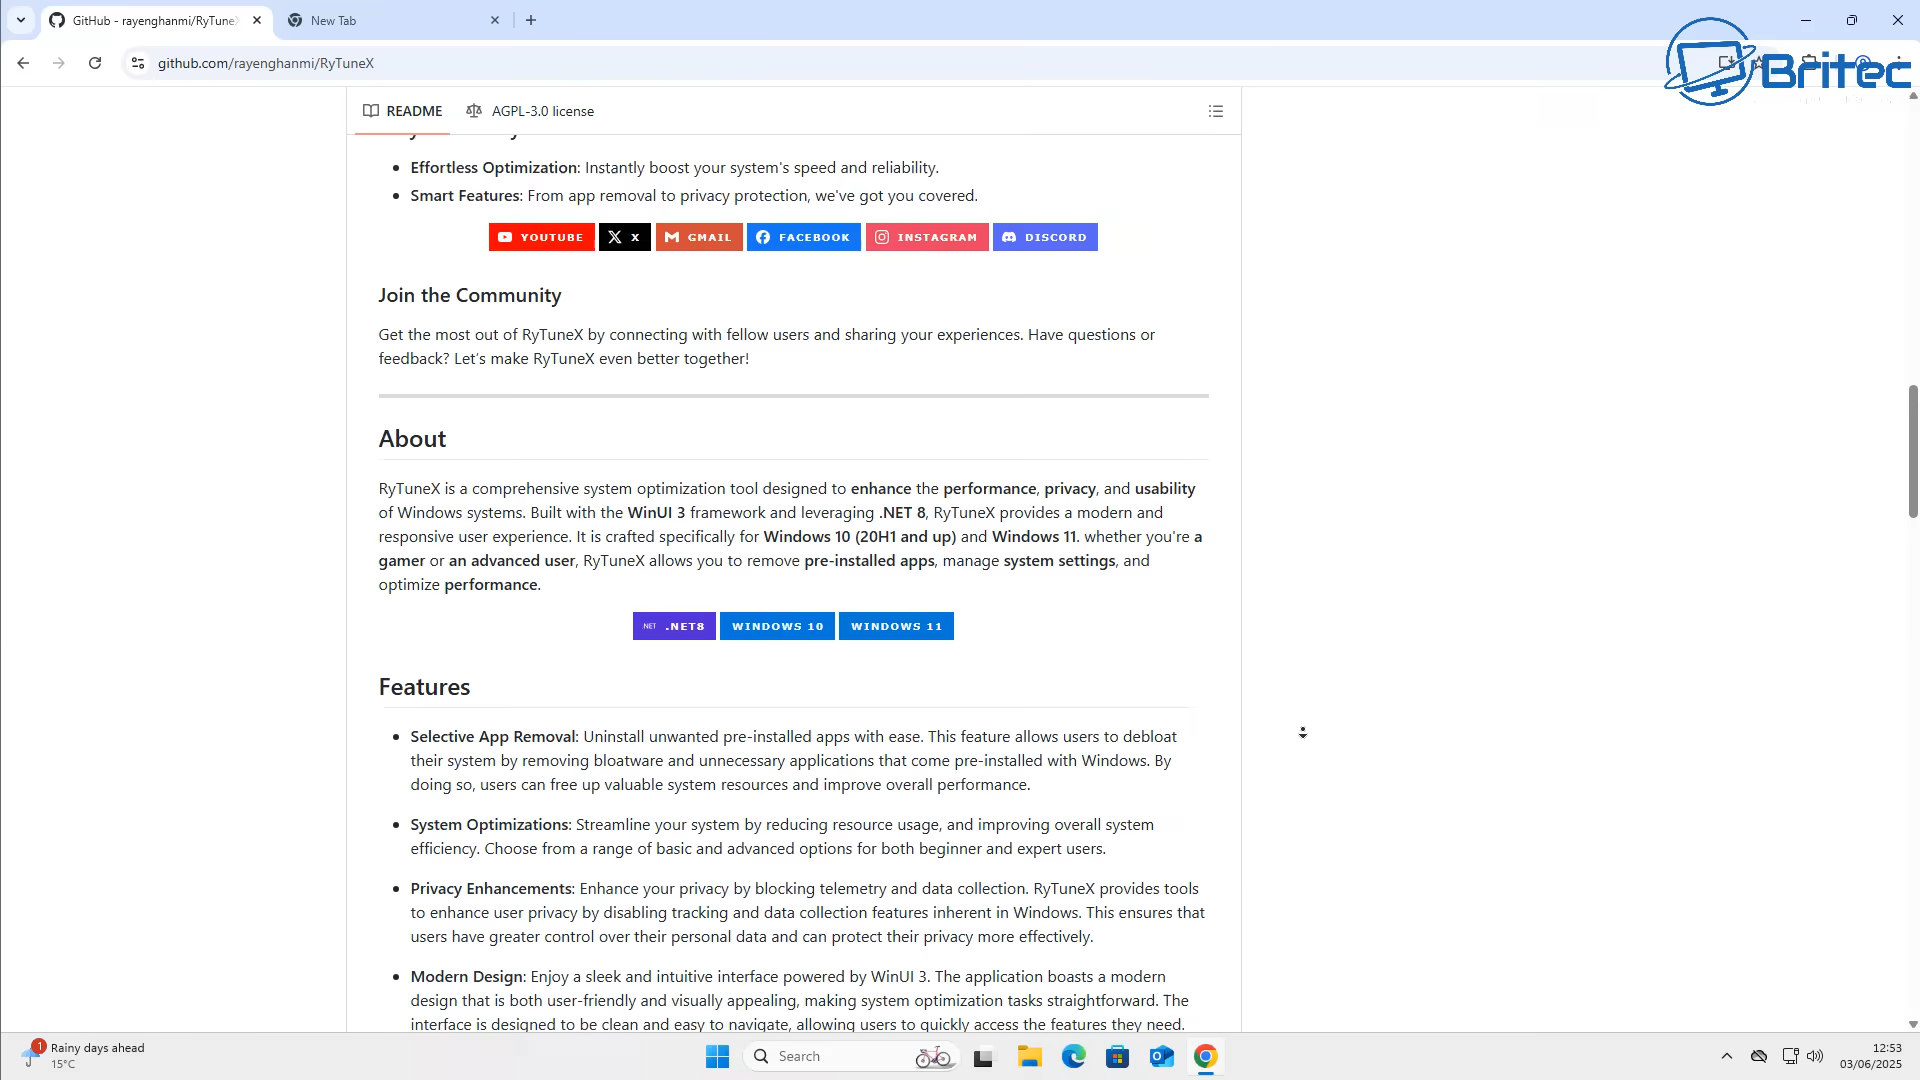 GitHub - rayenghanmi/RyTuneX
New Tab
github.com/rayenghanmi/RyTuneX
Britec
README
AGPL-3.0 license
Effortless Optimization: Instantly boost your system's speed and reliability.
Smart Features: From app removal to privacy protection, we've got you covered.
YOUTUBE X GMAIL FACEBOOK INSTAGRAM DISCORD
Join the Community
Get the most out of RyTuneX by connecting with fellow users and sharing your experiences. Have questions or
feedback? Let's make RyTuneX even better together!
About
RyTuneX is a comprehensive system optimization tool designed to enhance the performance, privacy, and usability
of Windows systems. Built with the WinUI 3 framework and leveraging .NET 8, RyTuneX provides a modern and
responsive user experience. It is crafted specifically for Windows 10 (20H1 and up) and Windows 11. whether you're a
gamer or an advanced user, RyTuneX allows you to remove pre-installed apps, manage system settings, and
optimize performance.
.NET .NET8 WINDOWS 10 WINDOWS 11
Features
Selective App Removal: Uninstall unwanted pre-installed apps with ease. This feature allows users to debloat
their system by removing bloatware and unnecessary applications that come pre-installed with Windows. By
doing so, users can free up valuable system resources and improve overall performance.
System Optimizations: Streamline your system by reducing resource usage, and improving overall system
efficiency. Choose from a range of basic and advanced options for both beginner and expert users.
Privacy Enhancements: Enhance your privacy by blocking telemetry and data collection. RyTuneX provides tools
to enhance user privacy by disabling tracking and data collection features inherent in Windows. This ensures that
users have greater control over their personal data and can protect their privacy more effectively.
Modern Design: Enjoy a sleek and intuitive interface powered by WinUI 3. The application boasts a modern
design that is both user-friendly and visually appealing, making system optimization tasks straightforward. The
interface is designed to be clean and easy to navigate, allowing users to quickly access the features they need.
1
Rainy days ahead
15°C
Search
12:53
03/06/2025